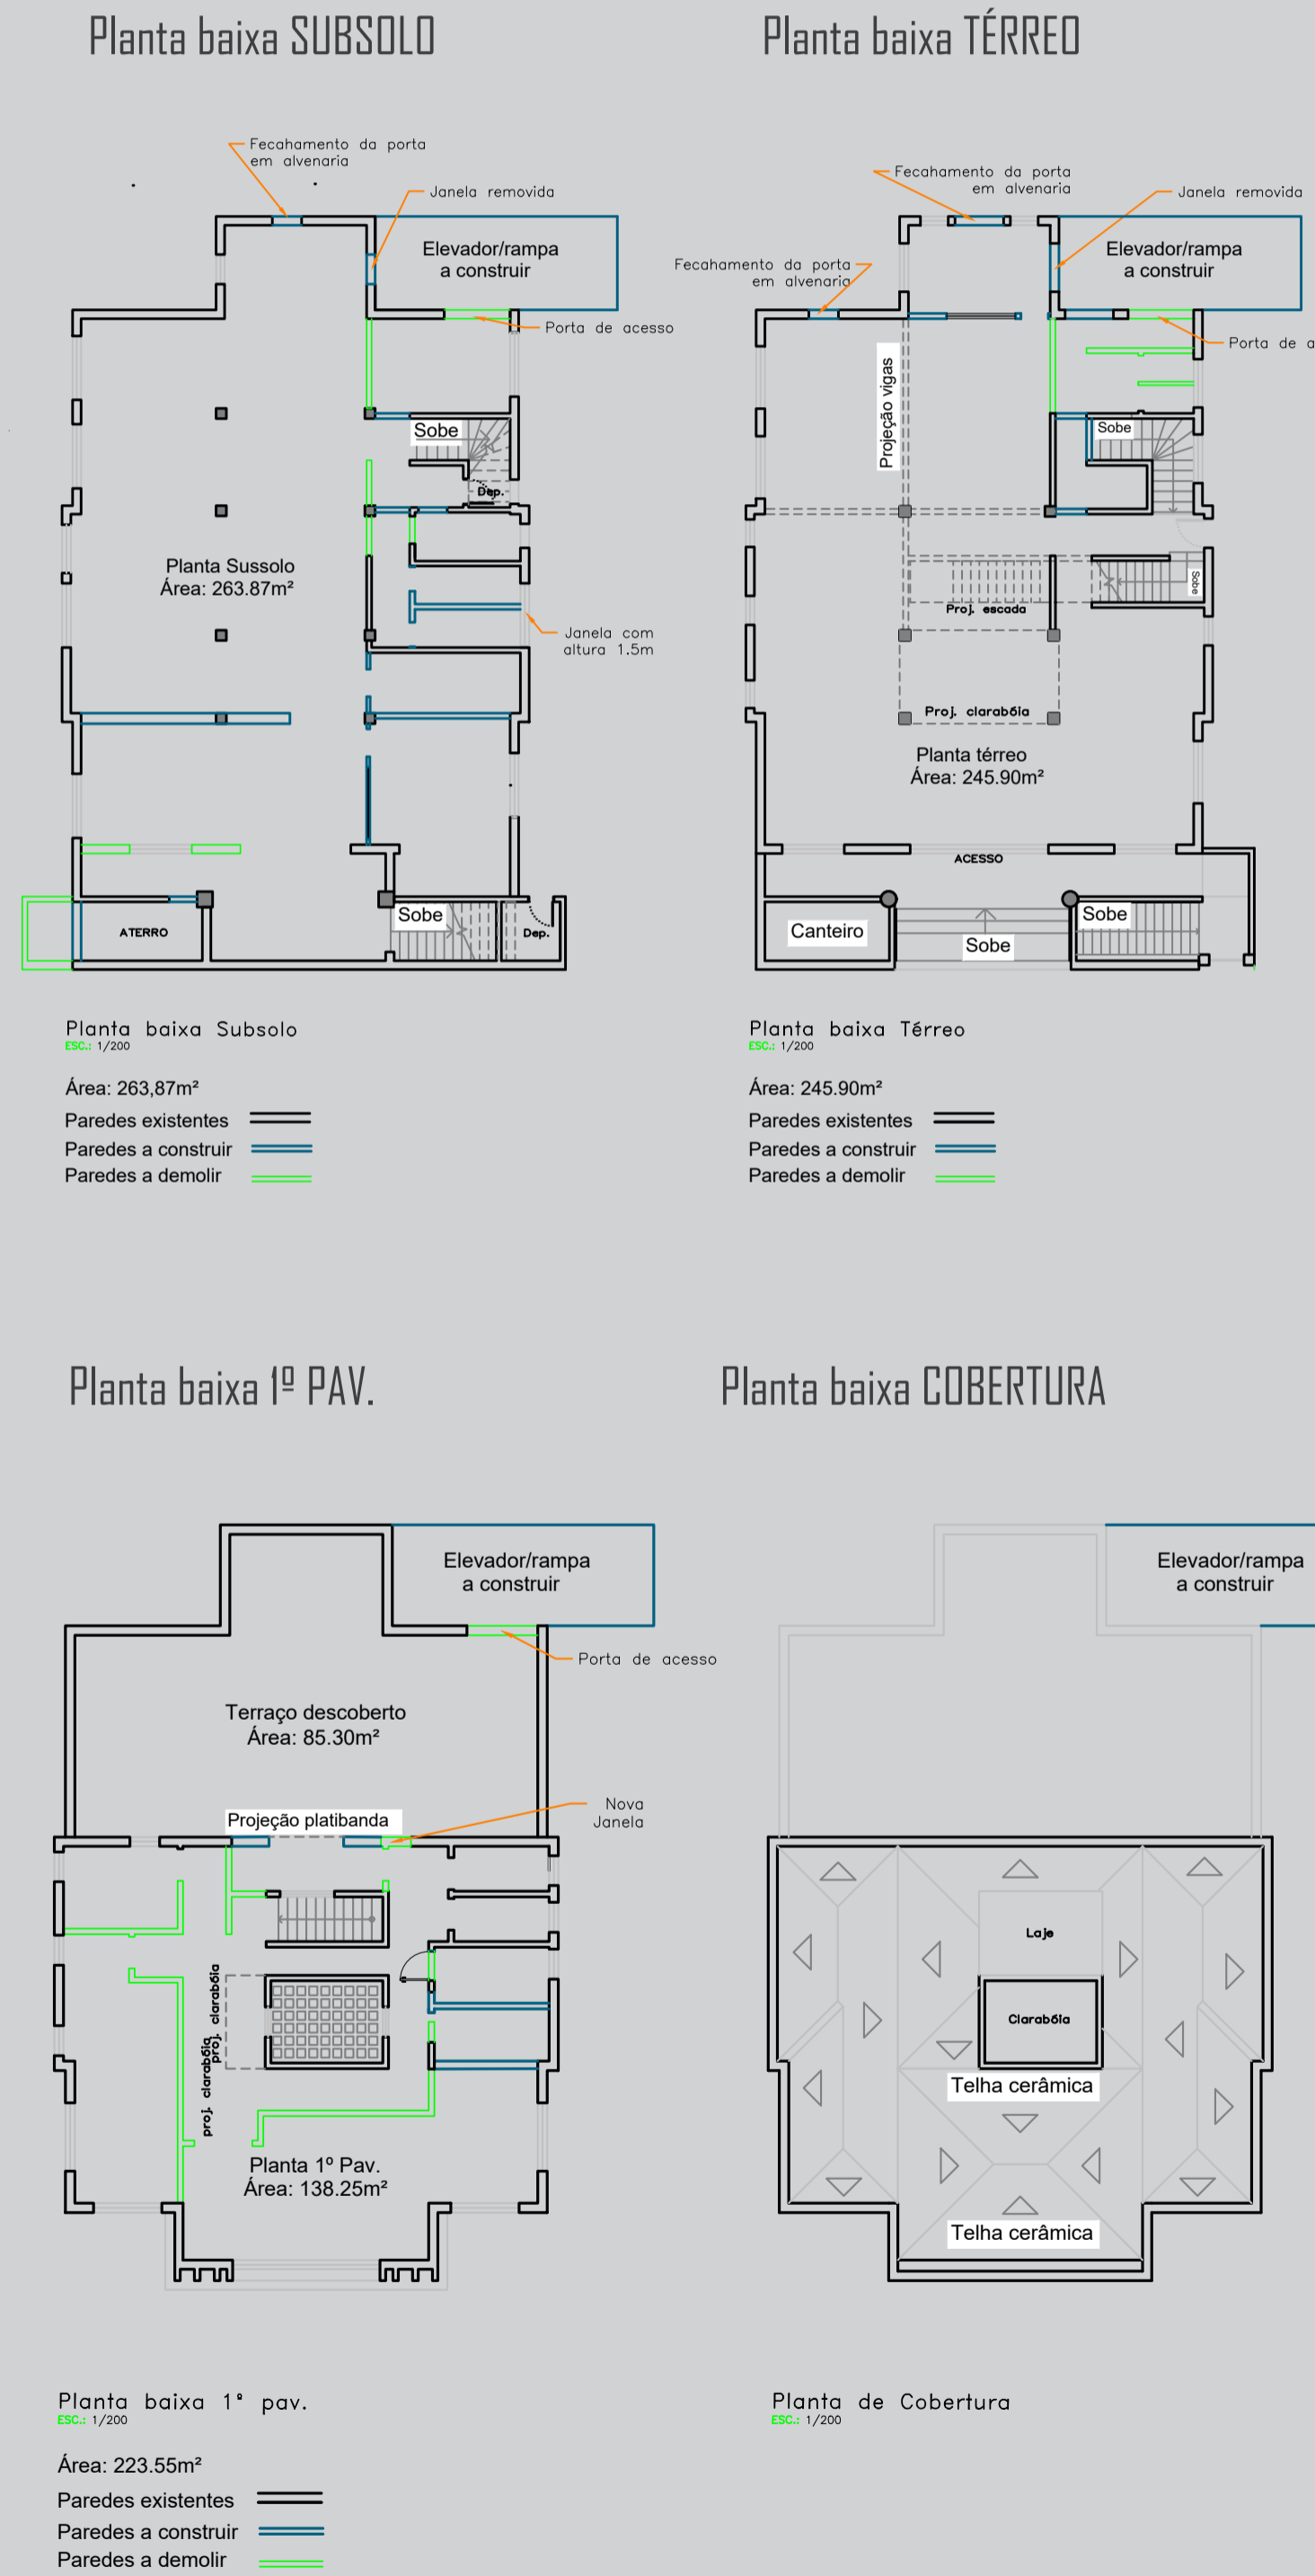 Planta baixa SUBSOLO
Fecahamento da porta
em alvenaria
Janela removida
Elevador/rampa
a construir
Porta de acesso
Sobe
Dep.
Planta Sussolo
Área: 263.87m²
Janela com
altura 1.5m
ATERRO
Sobe
Dep.
Planta baixa Subsolo
ESC.: 1/200
Área: 263,87m²
Paredes existentes
Paredes a construir
Paredes a demolir
Planta baixa TÉRREO
Fecahamento da porta
em alvenaria
Janela removida
Fecahamento da porta
em alvenaria
Elevador/rampa
a construir
Porta de a
Projeção vigas
Sobe
Sobe
Proj. escada
Proj. clarabóia
Planta térreo
Área: 245.90m²
ACESSO
Canteiro
Sobe
Sobe
Planta baixa Térreo
ESC.: 1/200
Área: 245.90m²
Paredes existentes
Paredes a construir
Paredes a demolir
Planta baixa 1º PAV.
Elevador/rampa
a construir
Porta de acesso
Terraço descoberto
Área: 85.30m²
Nova
Janela
Projeção platibanda
proj. clarabóia
proj. clarabóia
Planta 1º Pav.
Área: 138.25m²
Planta baixa 1° pav.
ESC.: 1/200
Área: 223.55m²
Paredes existentes
Paredes a construir
Paredes a demolir
Planta baixa COBERTURA
Elevador/rampa
a construir
Laje
Clarabóia
Telha cerâmica
Telha cerâmica
Planta de Cobertura
ESC.: 1/200